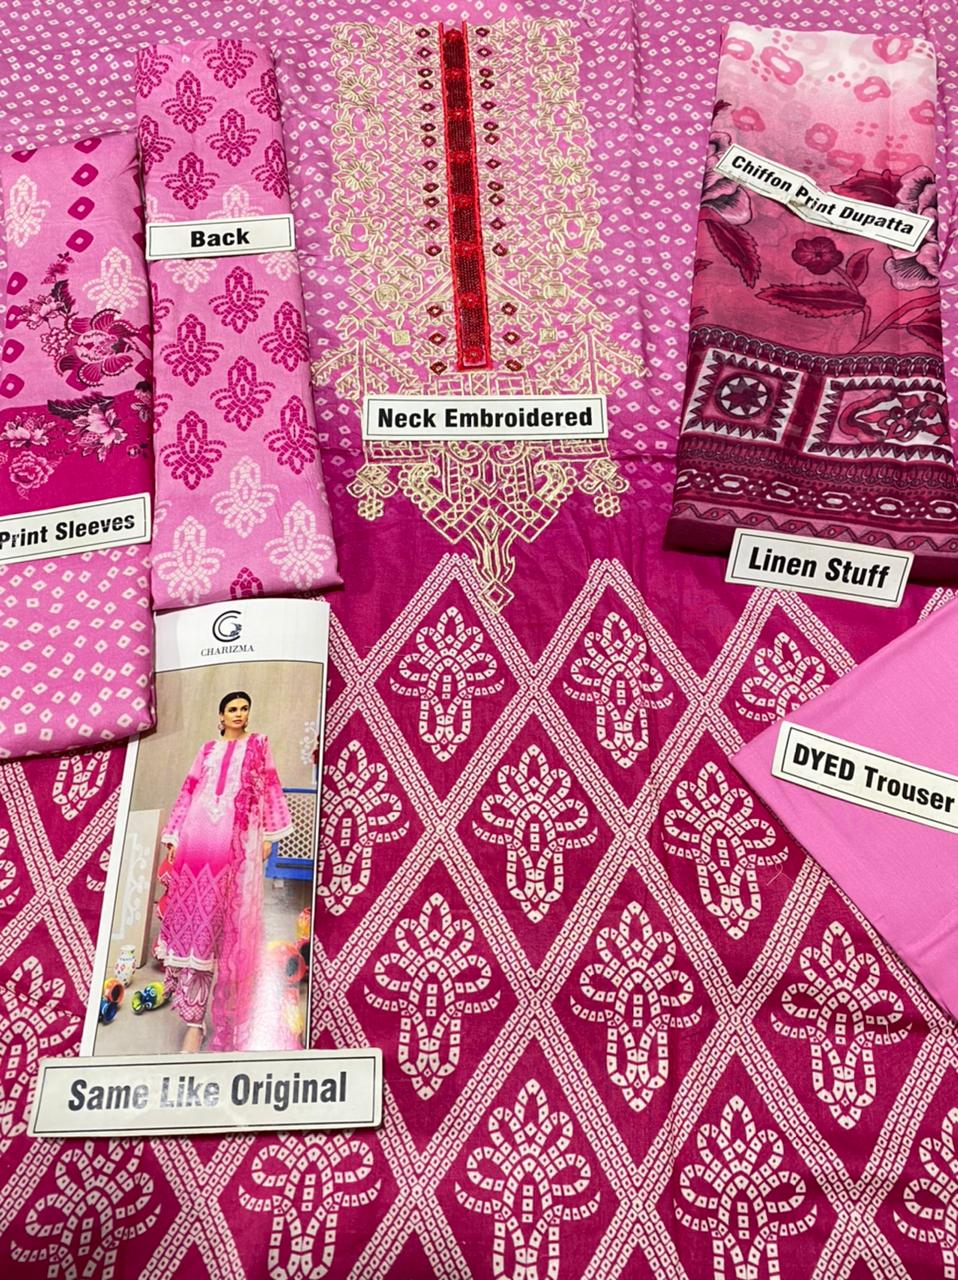 Chiffon Print Dupatta
Back
Neck Embroidered
Print Sleeves
Linen Stuff
CHARIZMA
DYED Trouser
Same Like Original